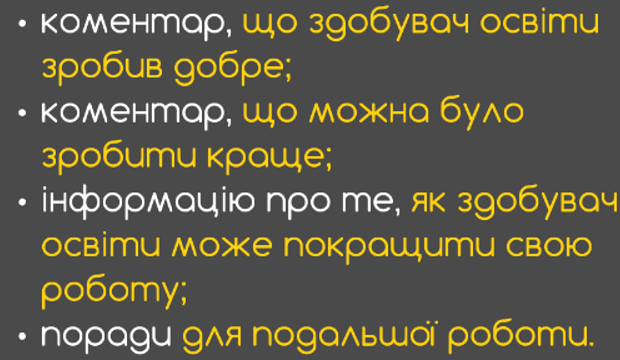 • коментар, що здобувач освіти
зробив добре;
• коментар, що можна було
зробити краще;
• інформацію про те, як здобувач
освіти може покращити свою
роботу;
• поради для подальшої роботи.